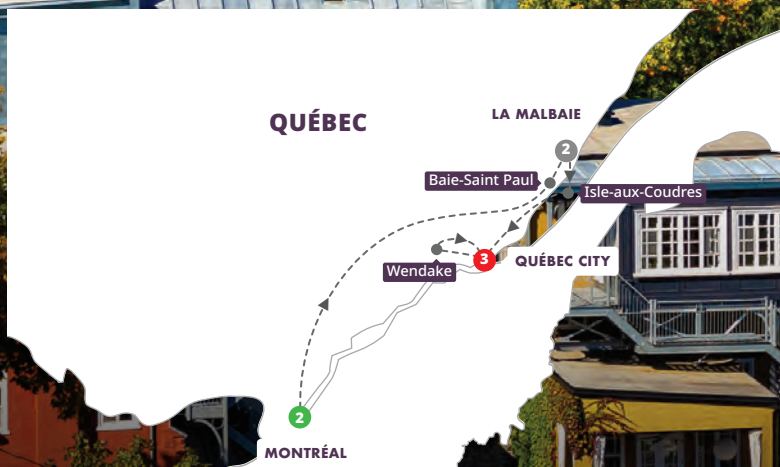 QUÉBEC
LA MALBAIE
2
Baie-Saint Paul
Isle-aux-Coudres
3
QUÉBEC CITY
Wendake
2
MONTRÉAL